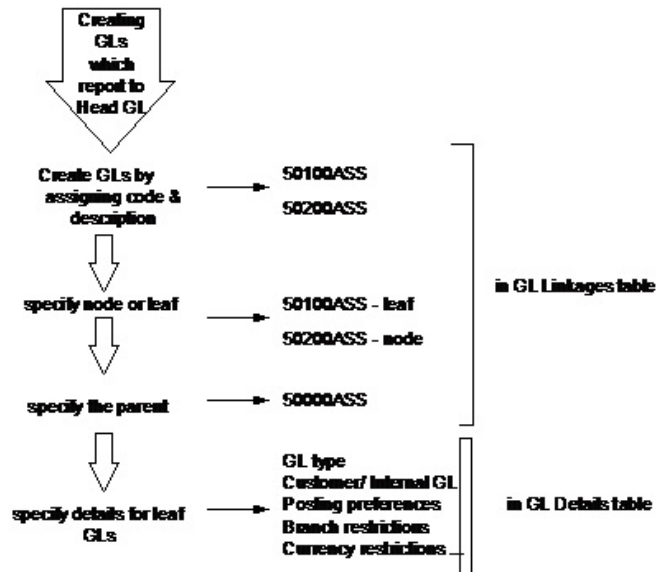 Creating
GLs
which
report to
Head GL
Create GLs by
assigning code &
description
50100ASS
50200ASS
in GL Linkages table
specify node or leaf
50100ASS - leaf
50200ASS - node
specify the parent
50000ASS
specify details for leaf
GLs
GL type
Customer/ Internal GL
Posting preferences
Branch restrictions
Currency restrictions
in GL Details table